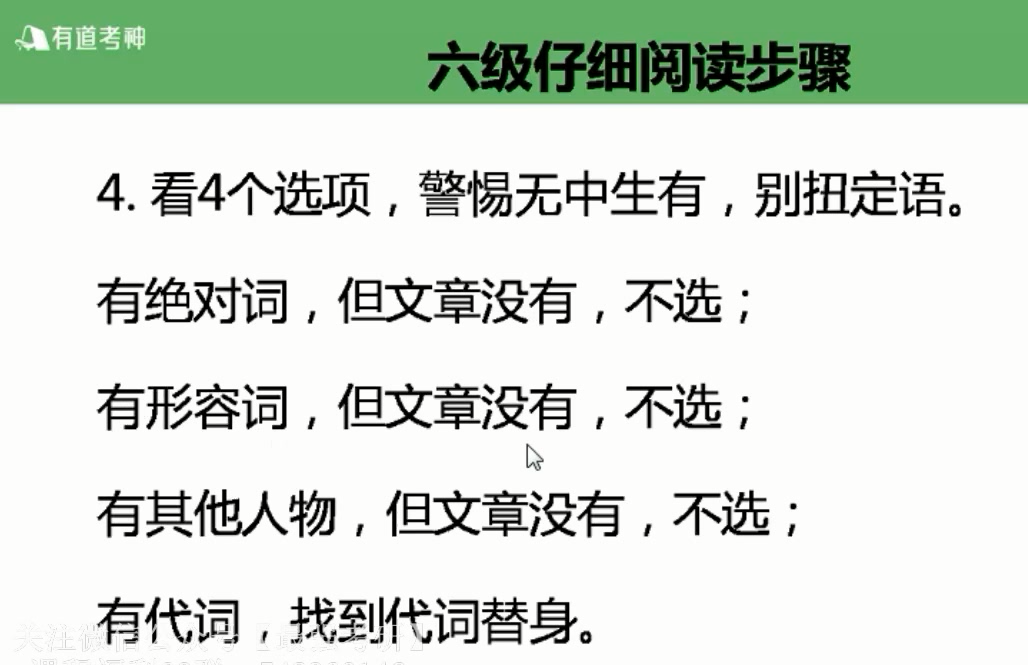 有道考神
六级仔细阅读步骤
4. 看4个选项，警惕无中生有，别扭定语。
有绝对词，但文章没有，不选；
有形容词，但文章没有，不选；
有其他人物，但文章没有，不选；
有代词，找到代词替身。
关注微信公众号【最强考研】